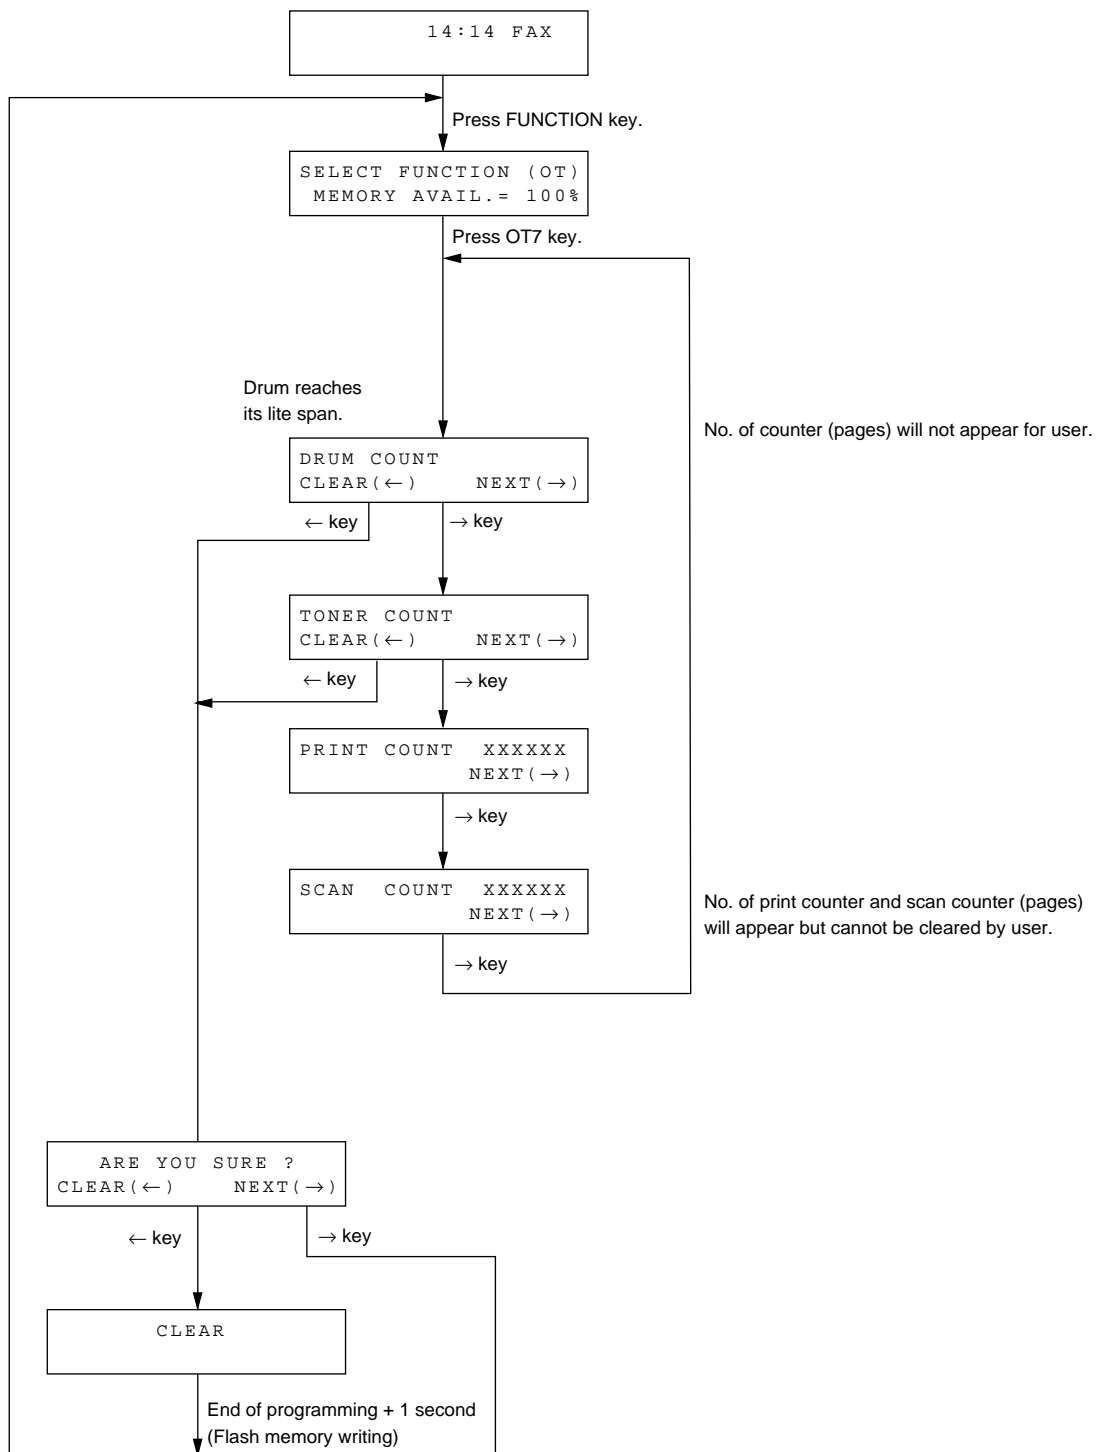 14:14 FAX
Press FUNCTION key.
SELECT FUNCTION (OT)
MEMORY AVAIL.= 100%
Press OT7 key.
Drum reaches
its lite span.
No. of counter (pages) will not appear for user.
DRUM COUNT
CLEAR(←) NEXT(→)
← key → key
TONER COUNT
CLEAR(←) NEXT(→)
← key → key
PRINT COUNT XXXXXX
NEXT(→)
→ key
SCAN COUNT XXXXXX
NEXT(→)
No. of print counter and scan counter (pages)
will appear but cannot be cleared by user.
→ key
ARE YOU SURE ?
CLEAR(←) NEXT(→)
← key → key
CLEAR
End of programming + 1 second
(Flash memory writing)